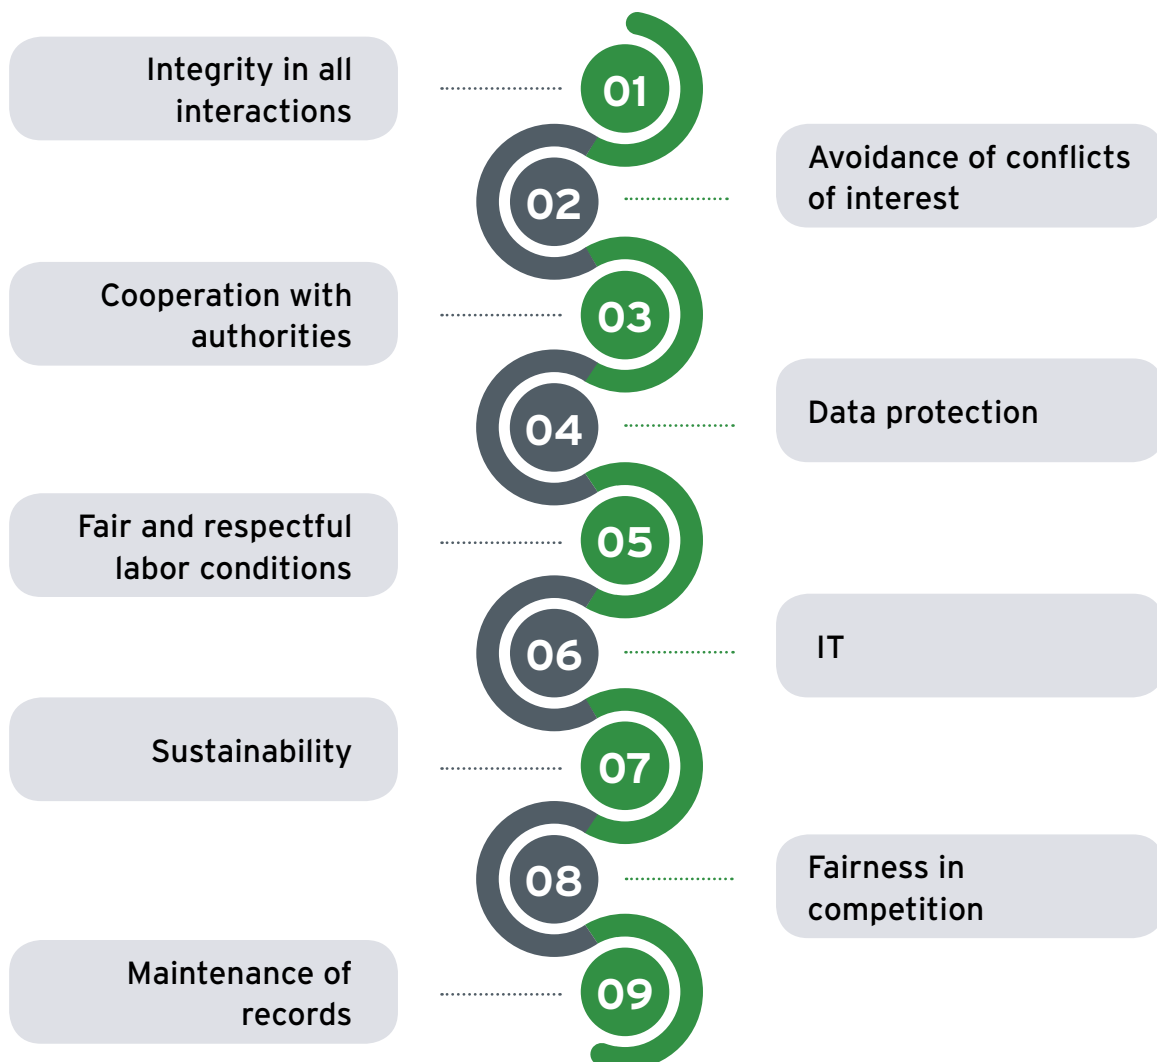 Integrity in all
interactions
01
Avoidance of conflicts
of interest
02
Cooperation with
authorities
03
Data protection
04
Fair and respectful
labor conditions
05
IT
06
Sustainability
07
Fairness in
competition
08
Maintenance of
records
09